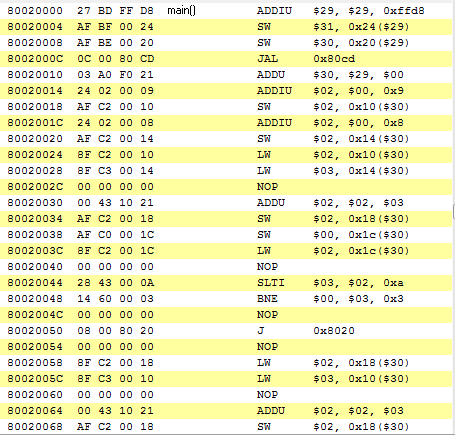 80020000 27 BD FF D8 main() ADDIU $29, $29, 0xffd8
80020004 AF BF 00 24 SW $31, 0x24($29)
80020008 AF BE 00 20 SW $30, 0x20($29)
8002000C 0C 00 80 CD JAL 0x80cd
80020010 03 A0 F0 21 ADDU $30, $29, $00
80020014 24 02 00 09 ADDIU $02, $00, 0x9
80020018 AF C2 00 10 SW $02, 0x10($30)
8002001C 24 02 00 08 ADDIU $02, $00, 0x8
80020020 AF C2 00 14 SW $02, 0x14($30)
80020024 8F C2 00 10 LW $02, 0x10($30)
80020028 8F C3 00 14 LW $03, 0x14($30)
8002002C 00 00 00 00 NOP
80020030 00 43 10 21 ADDU $02, $02, $03
80020034 AF C2 00 18 SW $02, 0x18($30)
80020038 AF C0 00 1C SW $00, 0x1c($30)
8002003C 8F C2 00 1C LW $02, 0x1c($30)
80020040 00 00 00 00 NOP
80020044 28 43 00 0A SLTI $03, $02, 0xa
80020048 14 60 00 03 BNE $00, $03, 0x3
8002004C 00 00 00 00 NOP
80020050 08 00 80 20 J 0x8020
80020054 00 00 00 00 NOP
80020058 8F C2 00 18 LW $02, 0x18($30)
8002005C 8F C3 00 10 LW $03, 0x10($30)
80020060 00 00 00 00 NOP
80020064 00 43 10 21 ADDU $02, $02, $03
80020068 AF C2 00 18 SW $02, 0x18($30)